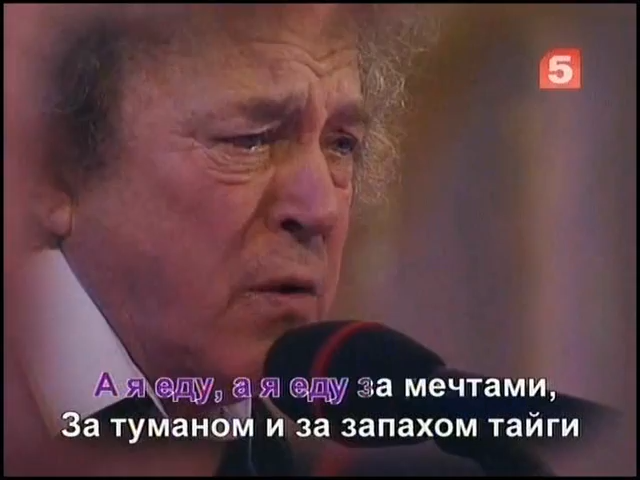 5
А я еду, а я еду за мечтами,
За туманом и за запахом тайги